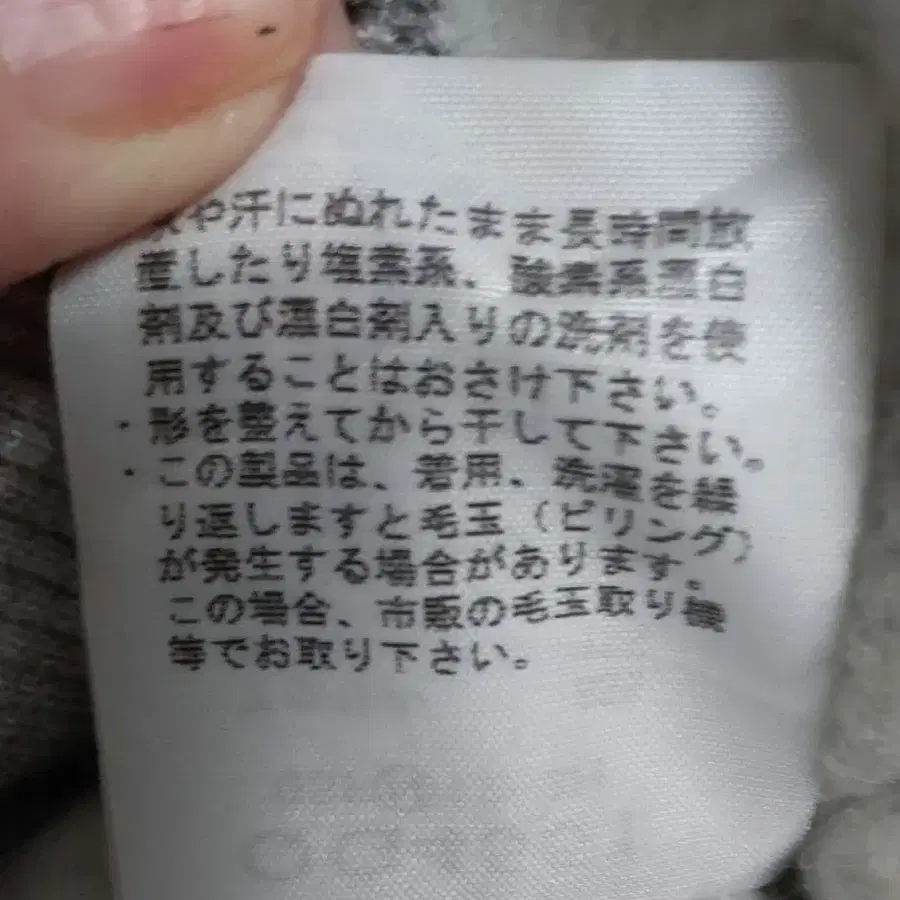 や汗にぬれたまま長時間放
置したり塩素系、酸素系漂白
剤及び漂白剤入りの洗剤を使
用することはおさけ下さい。
・形を整えてから干して下さい。
・この製品は、着用、洗濯を繰
り返しますと毛玉(ピリング)
が発生する場合があります。
この場合、市販の毛玉取り機
等でお取り下さい。